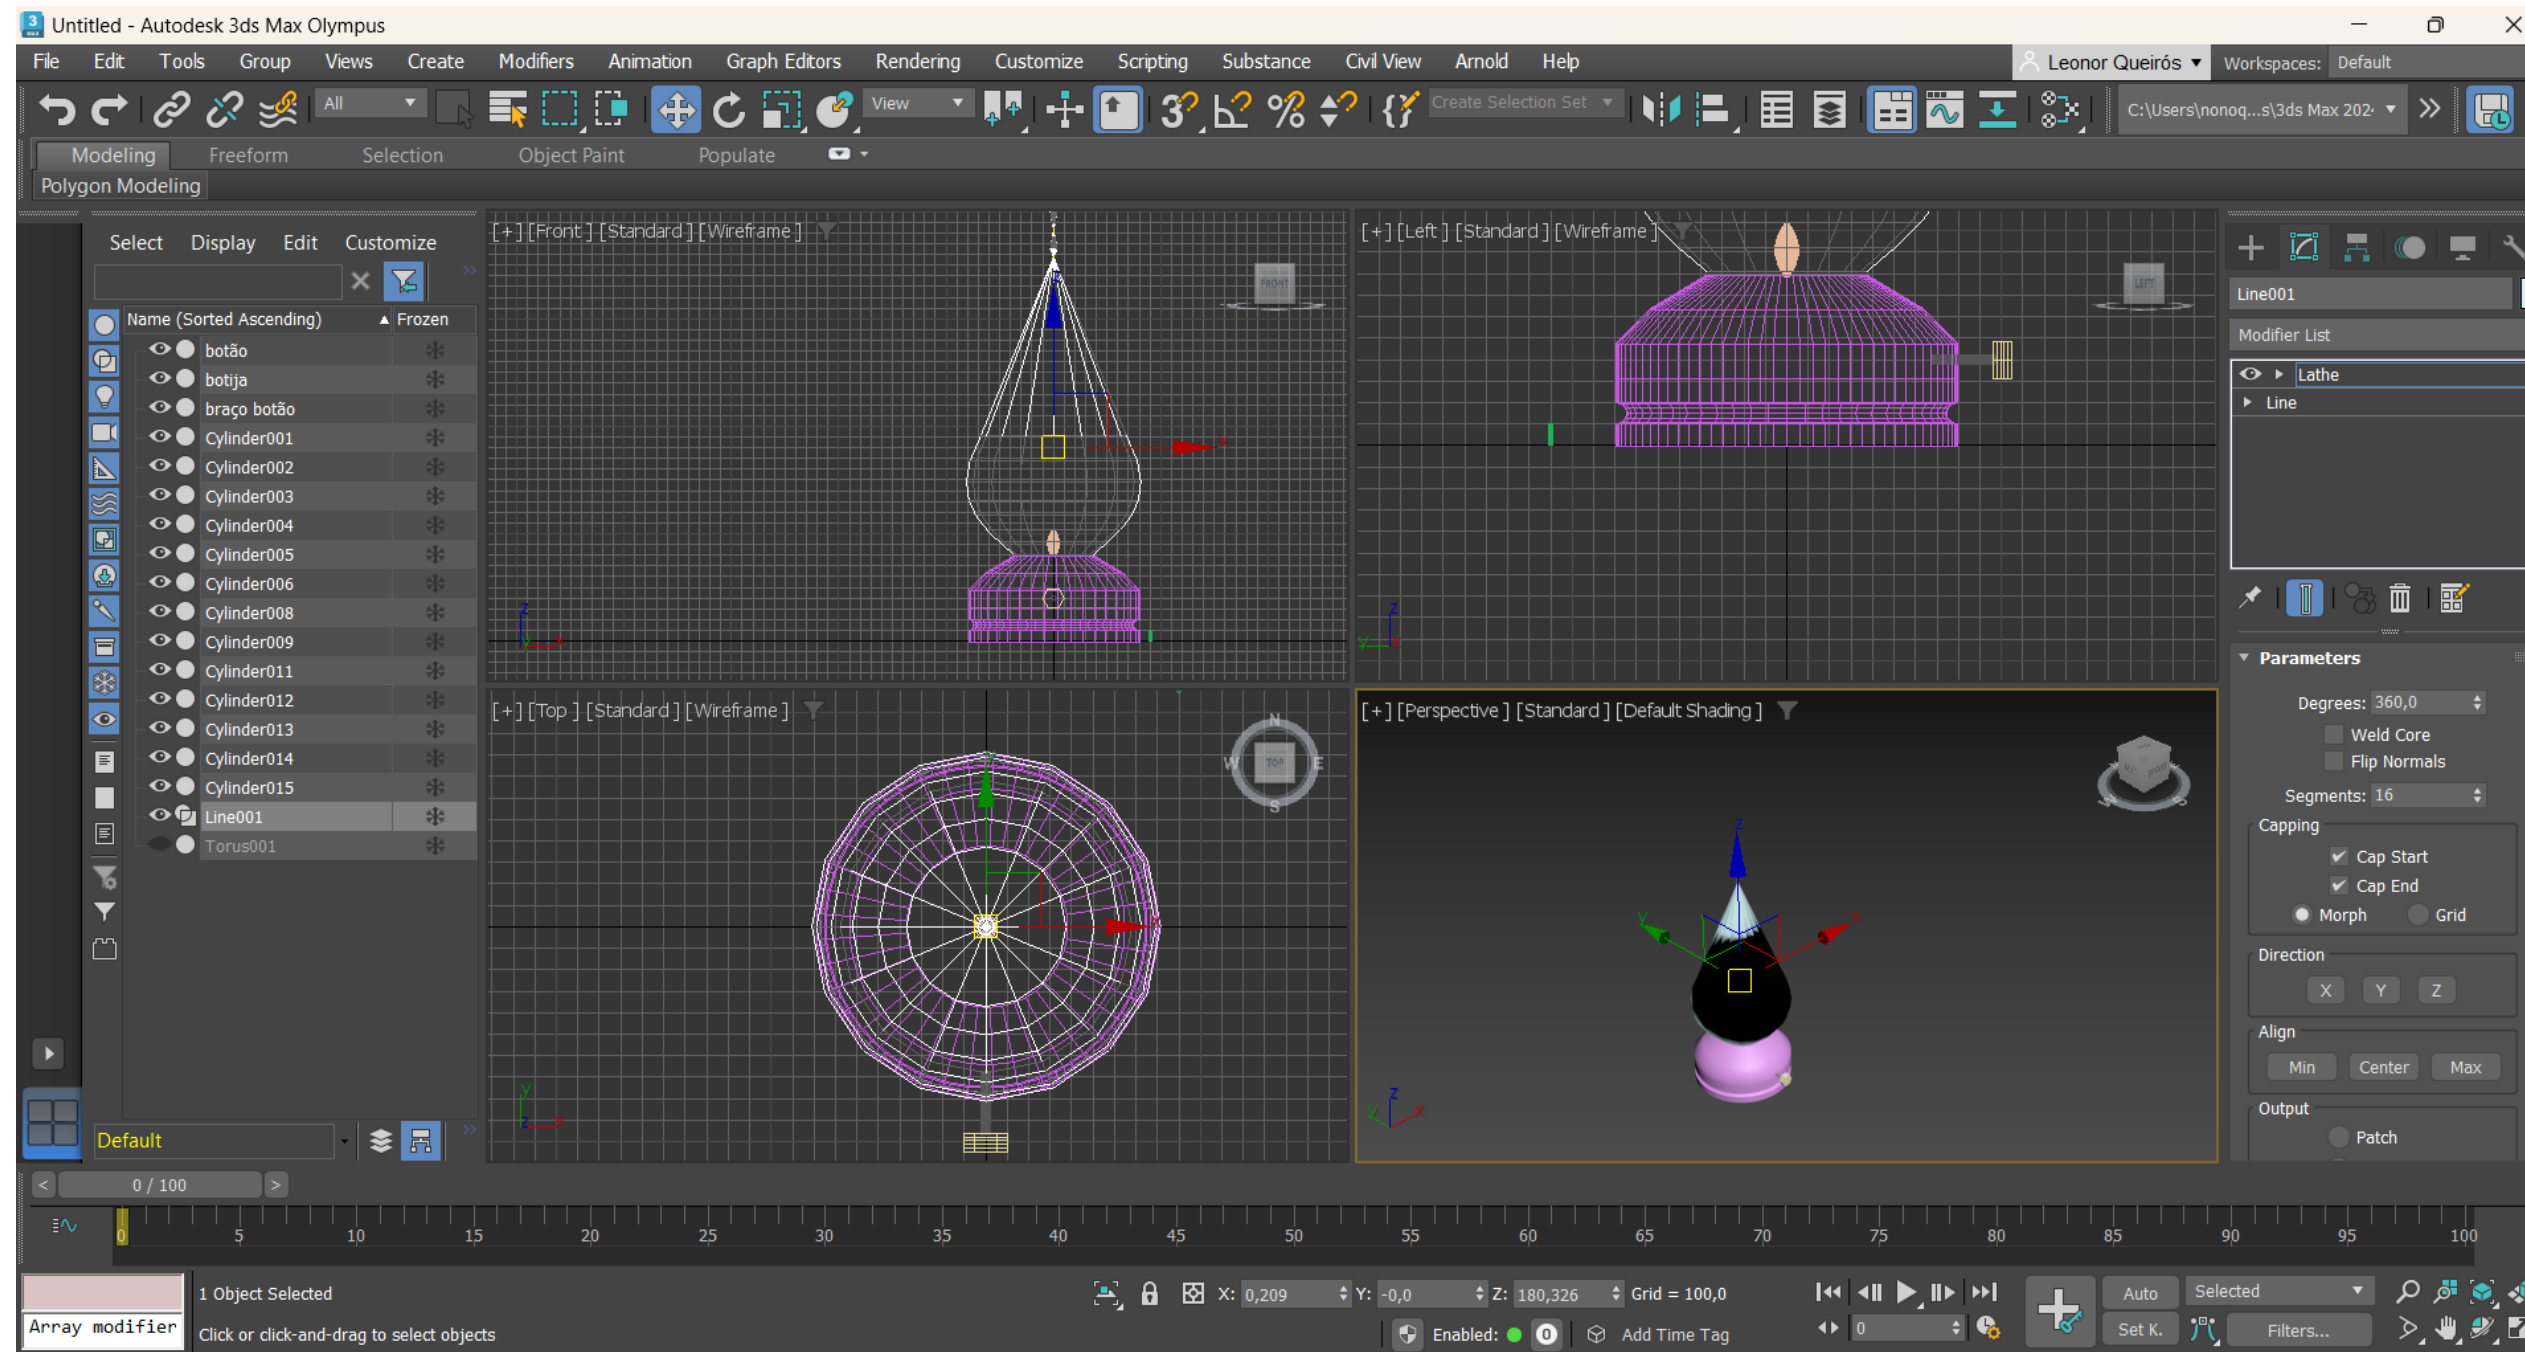 Untitled - Autodesk 3ds Max Olympus
File Edit Tools Group Views Create Modifiers Animation Graph Editors Rendering Customize Scripting Substance Civil View Arnold Help Leonor Queirós Workspaces: Default
All View Create Selection Set C:\Users\nonoq...s\3ds Max 202
Modeling Freeform Selection Object Paint Populate
Polygon Modeling
Select Display Edit Customize
Name (Sorted Ascending) Frozen
botão
botija
braço botão
Cylinder001
Cylinder002
Cylinder003
Cylinder004
Cylinder005
Cylinder006
Cylinder008
Cylinder009
Cylinder011
Cylinder012
Cylinder013
Cylinder014
Cylinder015
Line001
Torus001
Default
[+] [Front] [Standard] [Wireframe]
FRONT
z
x
z
y x
[+] [Left] [Standard] [Wireframe]
LEFT
z
y x
[+] [Top] [Standard] [Wireframe]
N
W TOP E
S
y
x
y
z x
[+] [Perspective] [Standard] [Default Shading]
z
y x
z
y x
Line001
Modifier List
Lathe
Line
Parameters
Degrees: 360,0
Weld Core
Flip Normals
Segments: 16
Capping
Cap Start
Cap End
Morph Grid
Direction
X Y Z
Align
Min Center Max
Output
Patch
< 0 / 100 >
0 5 10 15 20 25 30 35 40 45 50 55 60 65 70 75 80 85 90 95 100
1 Object Selected X: 0,209 Y: -0,0 Z: 180,326 Grid = 100,0 Auto Selected
Array modifier Click or click-and-drag to select objects Enabled: 0 Add Time Tag 0 Set K. Filters...